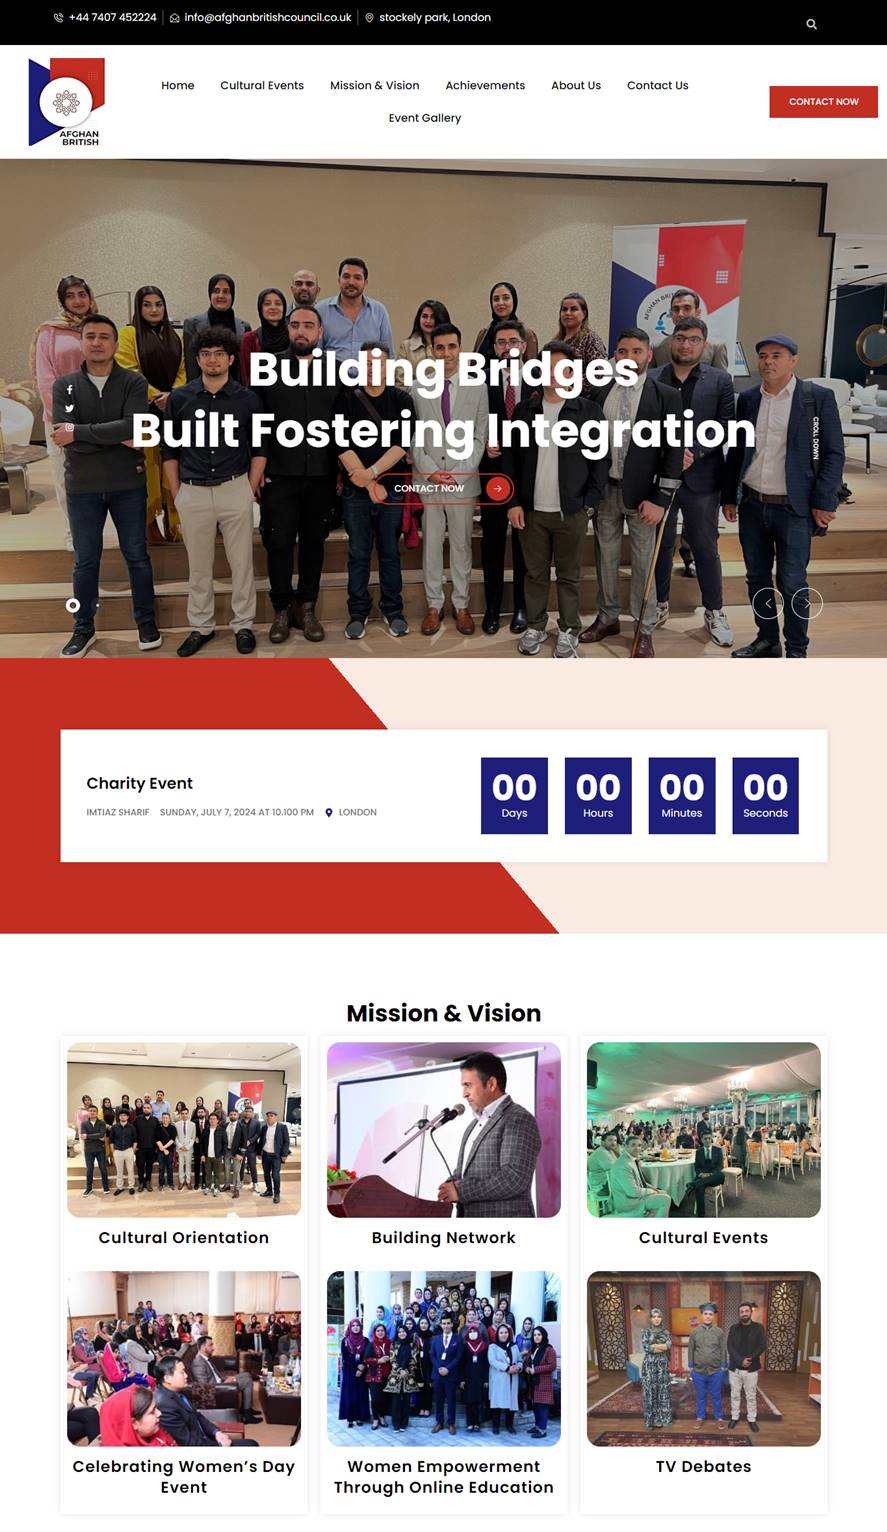 +44 7407 452224
info@afghanbritishcouncil.co.uk
stockely park, London
AFGHAN
BRITISH
Home Cultural Events Mission & Vision Achievements About Us Contact Us
Event Gallery
CONTACT NOW
AFGHAN BRI
Building Bridges
Built Fostering Integration
CONTACT NOW
CROLL DOWN
Charity Event
IMTIAZ SHARIF SUNDAY, JULY 7, 2024 AT 10.100 PM LONDON
00 00 00 00
Days Hours Minutes Seconds
Mission & Vision
Cultural Orientation
Building Network
Cultural Events
Celebrating Women’s Day
Event
Women Empowerment
Through Online Education
TV Debates